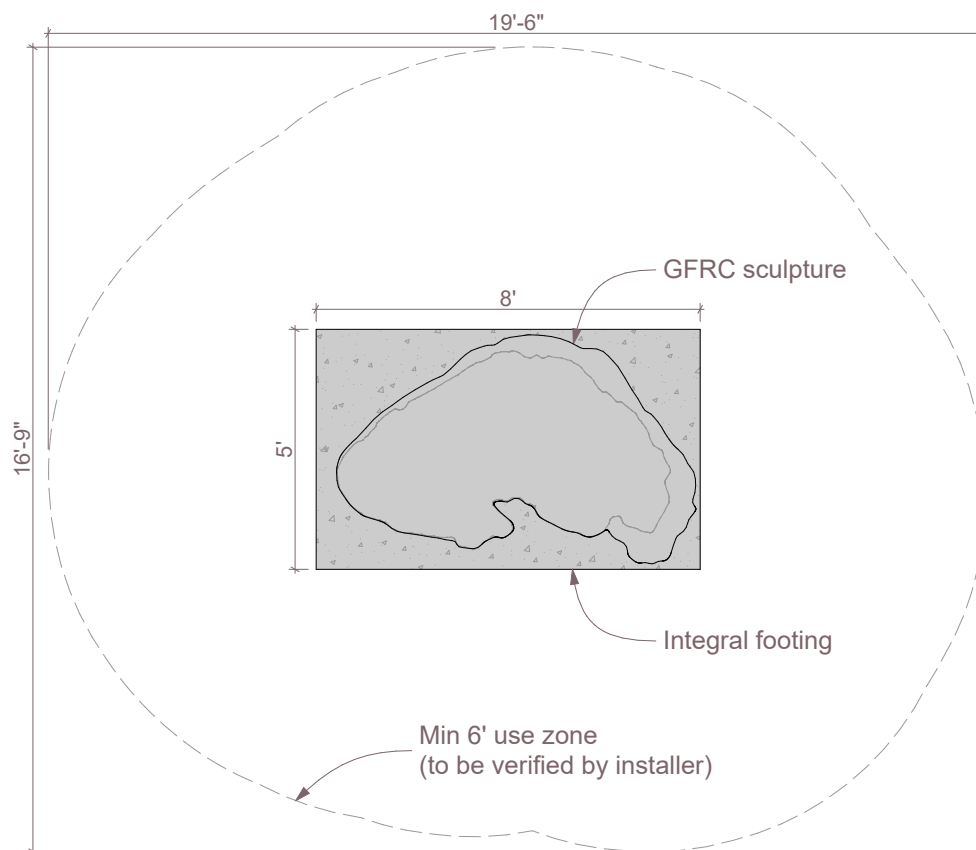 19'-6"
GFRC sculpture
8'
16'-9"
5'
Integral footing
Min 6' use zone
(to be verified by installer)